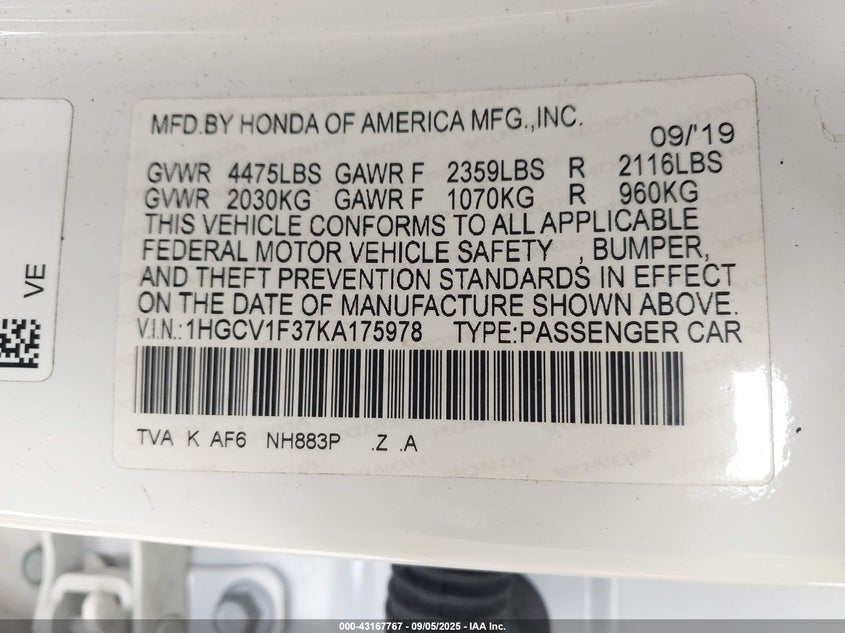 MFD.BY HONDA OF AMERICA MFG.,INC.
09/'19
GVWR 4475LBS GAWR F 2359LBS R 2116LBS
GVWR 2030KG GAWR F 1070KG R 960KG
THIS VEHICLE CONFORMS TO ALL APPLICABLE
FEDERAL MOTOR VEHICLE SAFETY , BUMPER,
AND THEFT PREVENTION STANDARDS IN EFFECT
ON THE DATE OF MANUFACTURE SHOWN ABOVE.
V.I.N.:1HGCV1F37KA175978 TYPE:PASSENGER CAR
TVA K AF6 NH883P .Z .A
VE
000-43167767 - 09/05/2025 - IAA Inc.